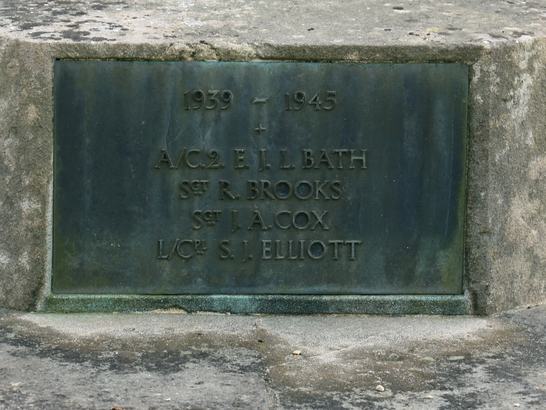 1939 - 1945
+
A/C.2. E. J. L. BATH
SGT R. BROOKS
SGT J. A. COX
L/CPL S. J. ELLIOTT